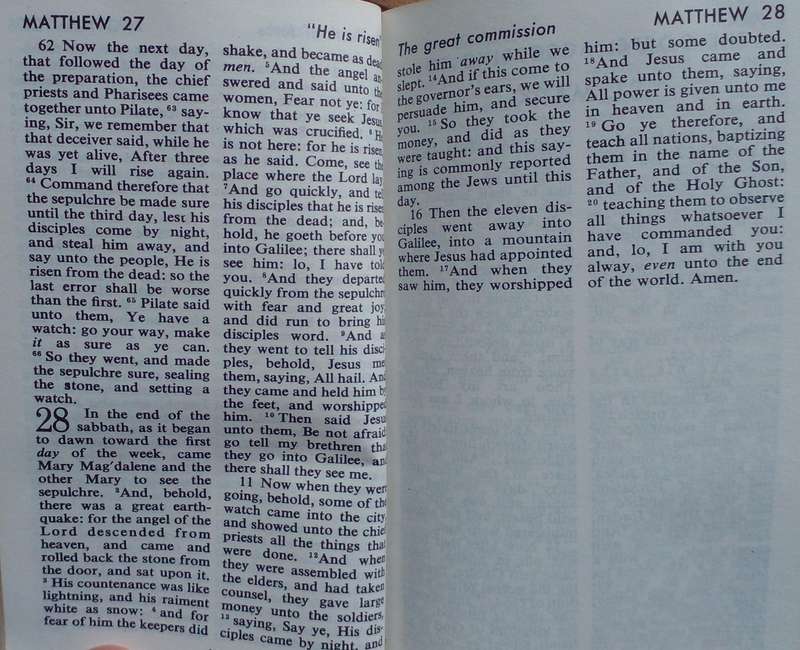 MATTHEW 27
62 Now the next day,
that followed the day of
the preparation, the chief
priests and Pharisees came
together unto Pilate, 63 say-
ing, Sir, we remember that
that deceiver said, while he
was yet alive, After three
days I will rise again.
64 Command therefore that
the sepulchre be made sure
until the third day, lest his
disciples come by night,
and steal him away, and
say unto the people, He is
risen from the dead: so the
last error shall be worse
than the first. 65 Pilate said
unto them, Ye have a
watch: go your way, make
it as sure as ye can.
66 So they went, and made
the sepulchre sure, sealing
the stone, and setting a
watch.
28 In the end of the
sabbath, as it began
to dawn toward the first
day of the week, came
Mary Mag′dalene and the
other Mary to see the
sepulchre. 2And, behold,
there was a great earth-
quake: for the angel of the
Lord descended from
heaven, and came and
rolled back the stone from
the door, and sat upon it.
3 His countenance was like
lightning, and his raiment
white as snow: 4 and for
fear of him the keepers did
"He is risen"
shake, and became as dead
men. 5And the angel an-
swered and said unto the
women, Fear not ye: for I
know that ye seek Jesus,
which was crucified. 6 He
is not here: for he is risen,
as he said. Come, see the
place where the Lord lay.
7And go quickly, and tell
his disciples that he is risen
from the dead; and, be-
hold, he goeth before you
into Galilee; there shall ye
see him: lo, I have told
you. 8And they departed
quickly from the sepulchre
with fear and great joy;
and did run to bring his
disciples word. 9And as
they went to tell his disci-
ples, behold, Jesus met
them, saying, All hail. And
they came and held him by
the feet, and worshipped
him. 10 Then said Jesus
unto them, Be not afraid:
go tell my brethren that
they go into Galilee, and
there shall they see me.
11 Now when they were
going, behold, some of the
watch came into the city,
and showed unto the chief
priests all the things that
were done. 12And when
they were assembled with
the elders, and had taken
counsel, they gave large
money unto the soldiers,
13 saying, Say ye, His dis-
ciples came by night, and
The great commission
stole him away while we
slept. 14And if this come to
the governor's ears, we will
persuade him, and secure
you. 15 So they took the
money, and did as they
were taught: and this say-
ing is commonly reported
among the Jews until this
day.
16 Then the eleven dis-
ciples went away into
Galilee, into a mountain
where Jesus had appointed
them. 17And when they
saw him, they worshipped
MATTHEW 28
him: but some doubted.
18And Jesus came and
spake unto them, saying,
All power is given unto me
in heaven and in earth.
19 Go ye therefore, and
teach all nations, baptizing
them in the name of the
Father, and of the Son,
and of the Holy Ghost:
20 teaching them to observe
all things whatsoever I
have commanded you:
and, lo, I am with you
alway, even unto the end
of the world. Amen.